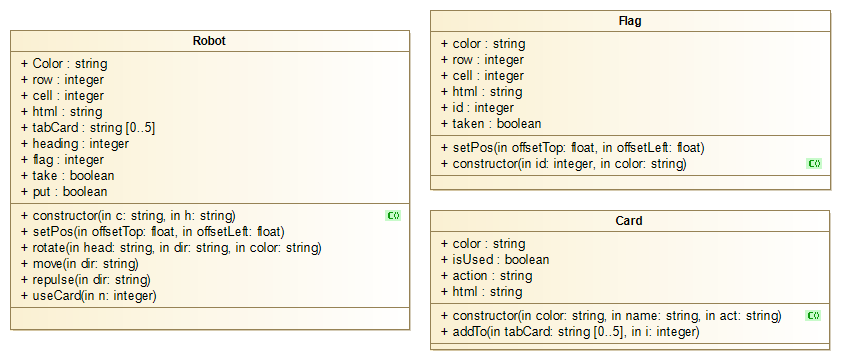 Robot
+ Color : string
+ row : integer
+ cell : integer
+ html : string
+ tabCard : string [0..5]
+ heading : integer
+ flag : integer
+ take : boolean
+ put : boolean
+ constructor(in c: string, in h: string)
C()
+ setPos(in offsetTop: float, in offsetLeft: float)
+ rotate(in head: string, in dir: string, in color: string)
+ move(in dir: string)
+ repulse(in dir: string)
+ useCard(in n: integer)
Flag
+ color : string
+ row : integer
+ cell : integer
+ html : string
+ id : integer
+ taken : boolean
+ setPos(in offsetTop: float, in offsetLeft: float)
+ constructor(in id: integer, in color: string)
C()
Card
+ color : string
+ isUsed : boolean
+ action : string
+ html : string
+ constructor(in color: string, in name: string, in act: string)
C()
+ addTo(in tabCard: string [0..5], in i: integer)